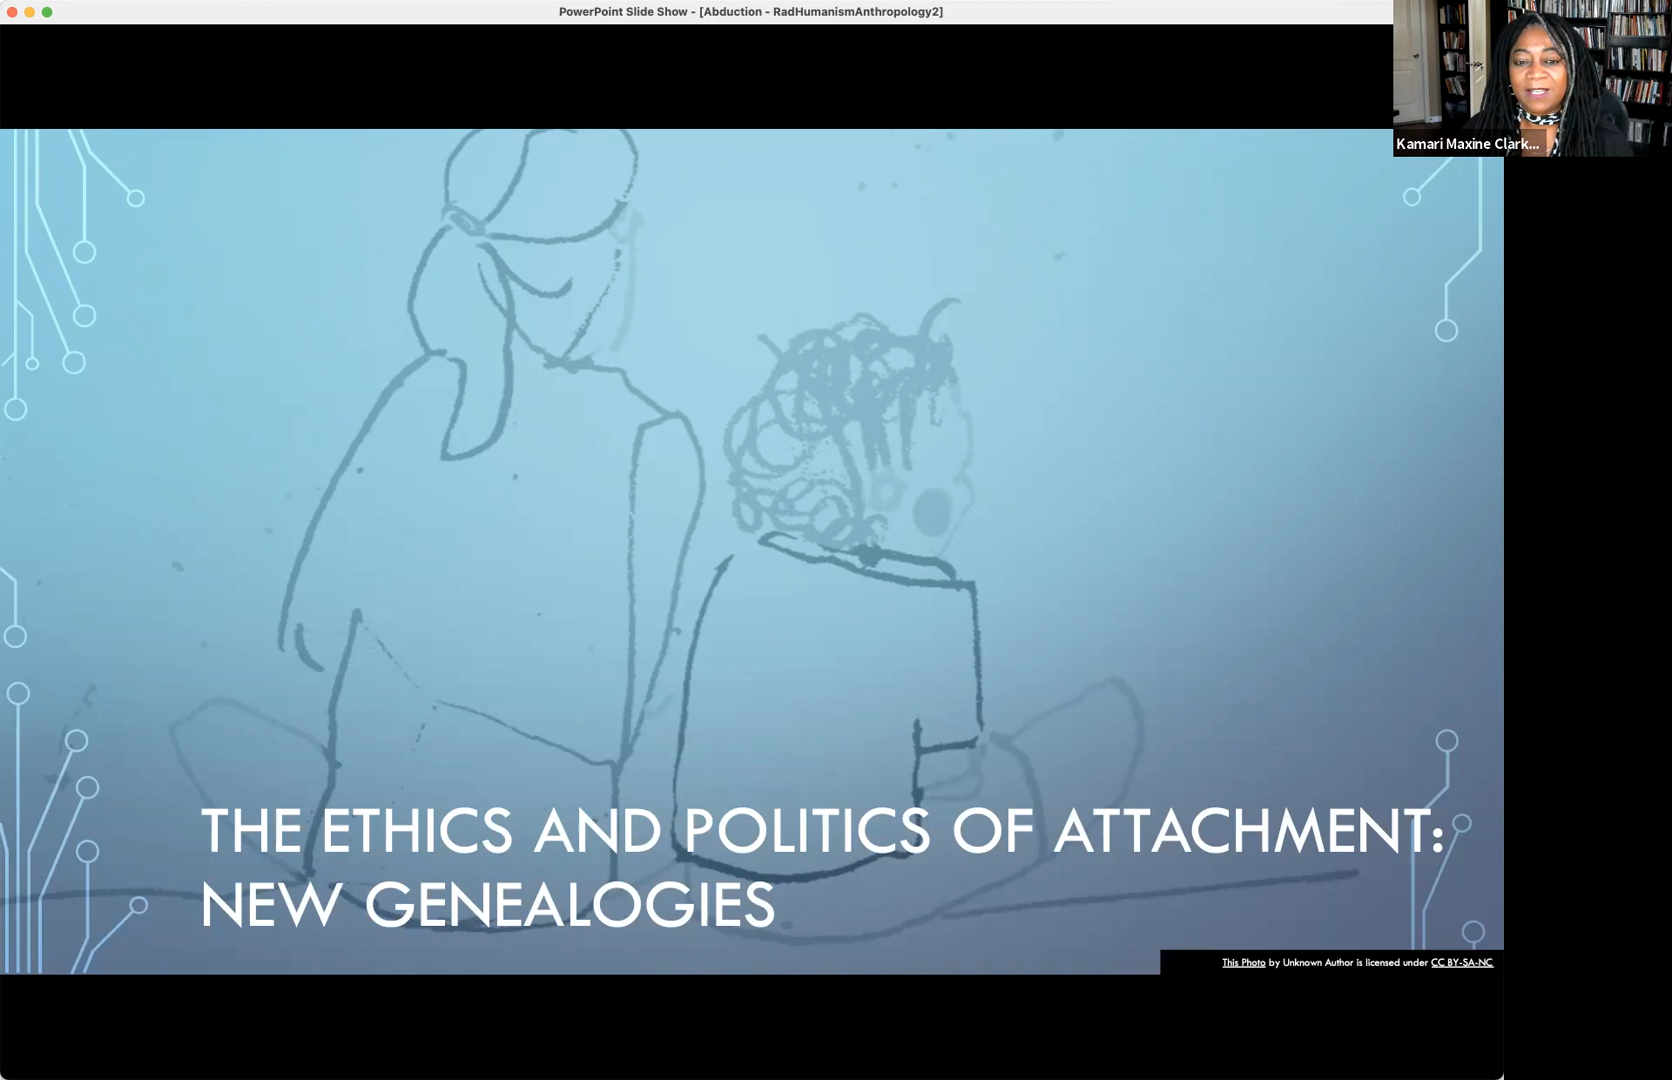 PowerPoint Slide Show - [Abduction - RadHumanismAnthropology2]
Kamari Maxine Clark...
THE ETHICS AND POLITICS OF ATTACHMENT:
NEW GENEALOGIES
This Photo by Unknown Author is licensed under CC BY-SA-NC